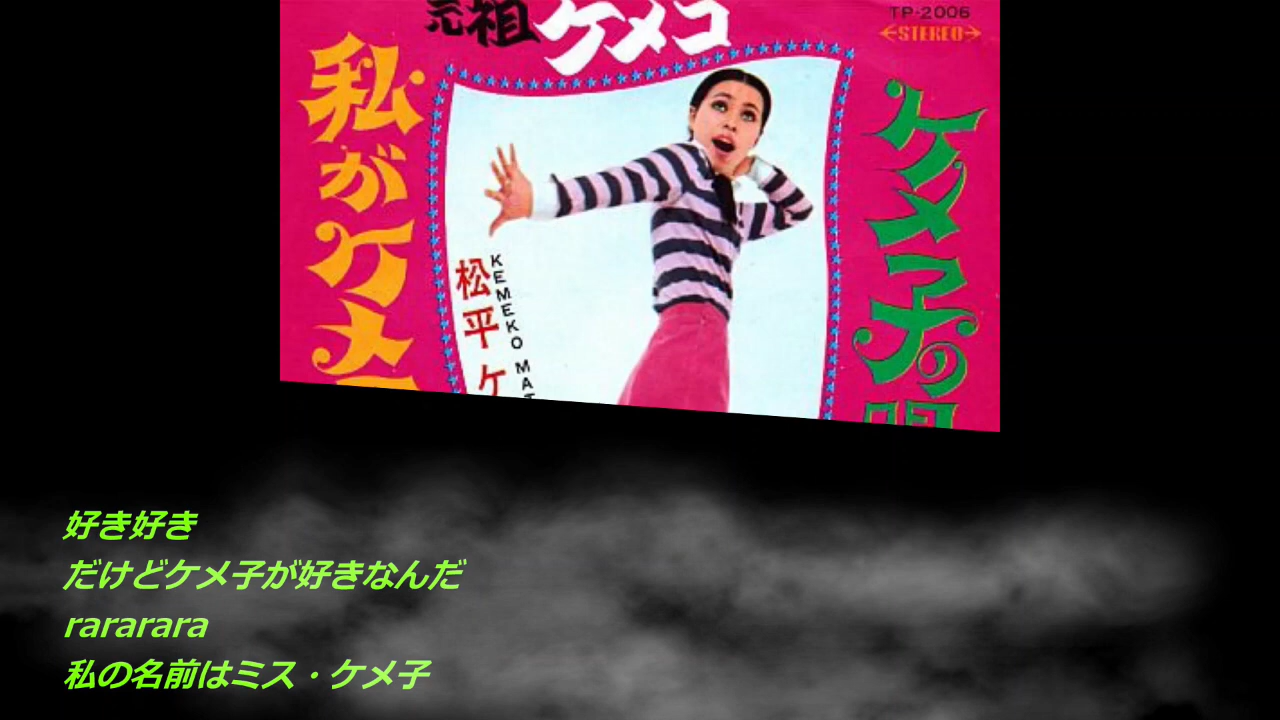 元祖ケメコ
TP-2006
STEREO
私がケメ
ケメ子の唄
松平ケ
KEMEKO MAT
好き好き
だけどケメ子が好きなんだ
rararara
私の名前はミス・ケメ子